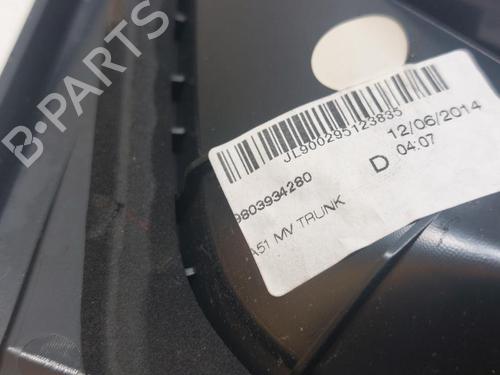 JL900295123835
12/06/2014
9803934280
D
04:07
A51 MV TRUNK
B-PARTS